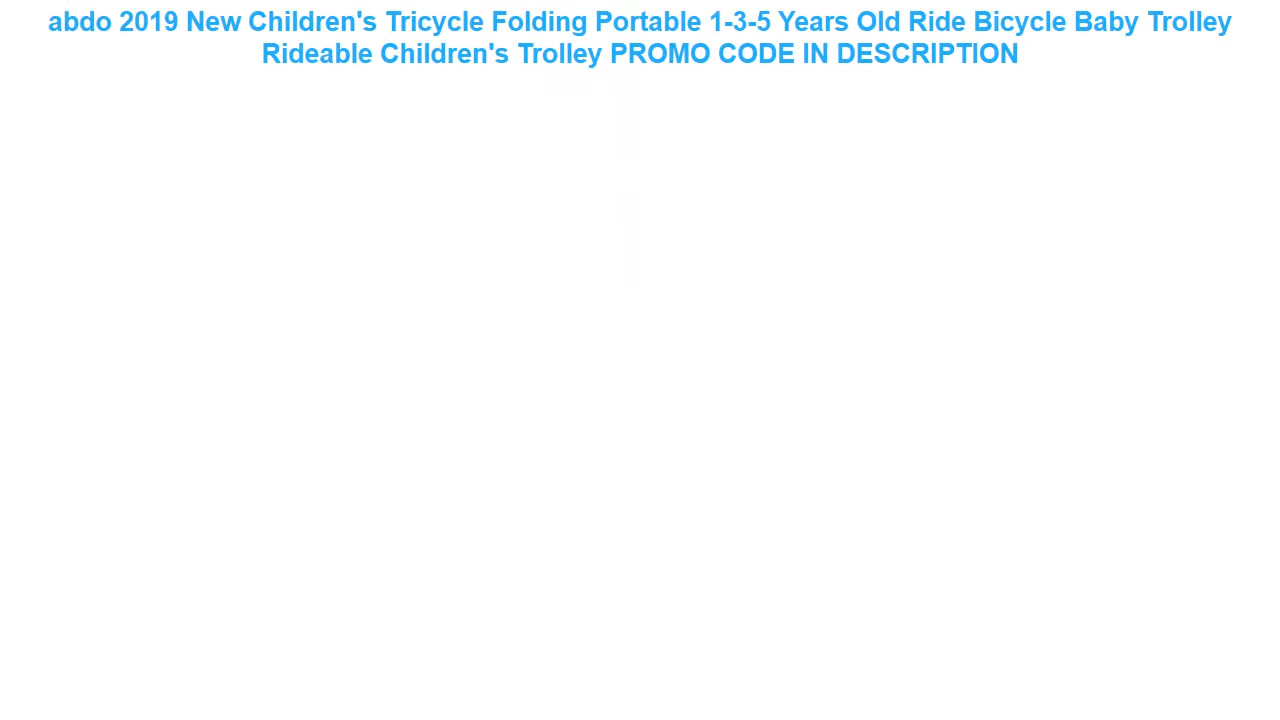 abdo 2019 New Children's Tricycle Folding Portable 1-3-5 Years Old Ride Bicycle Baby Trolley
Rideable Children's Trolley PROMO CODE IN DESCRIPTION